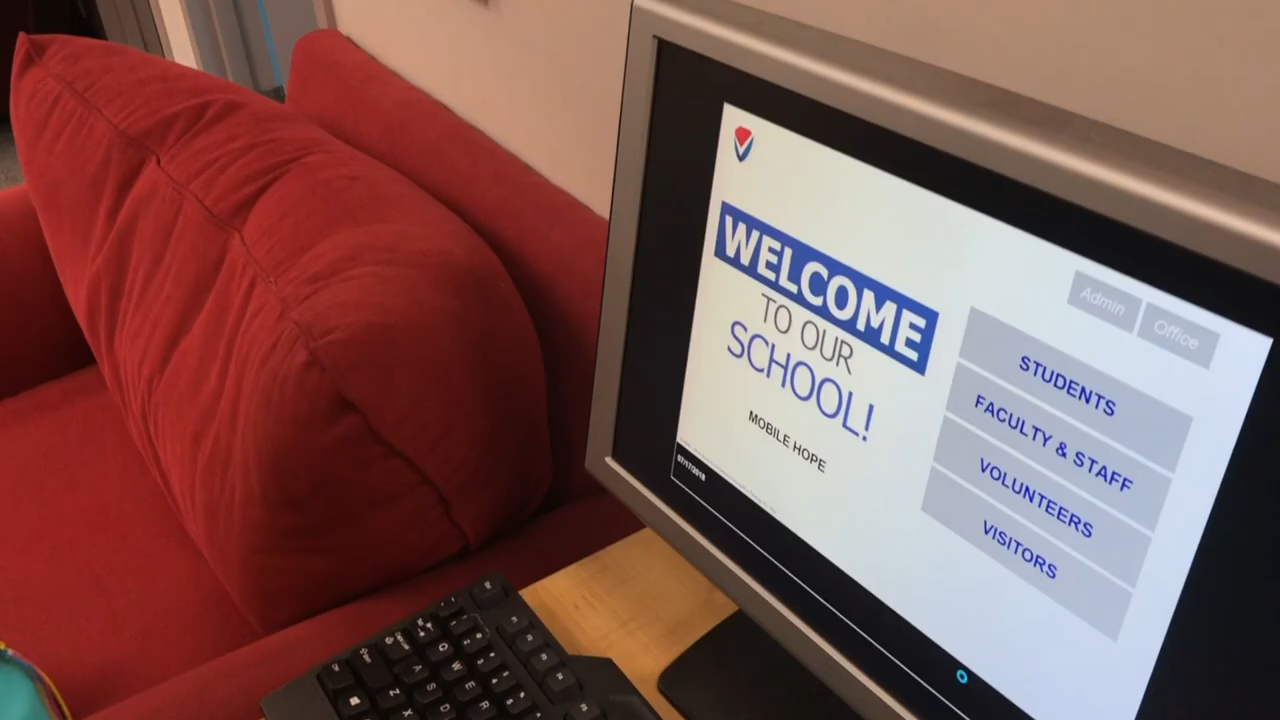 WELCOME
TO OUR
SCHOOL!
MOBILE HOPE
07/17/2018
Admin
Office
STUDENTS
FACULTY & STAFF
VOLUNTEERS
VISITORS
Q W E R
A S D
Z X